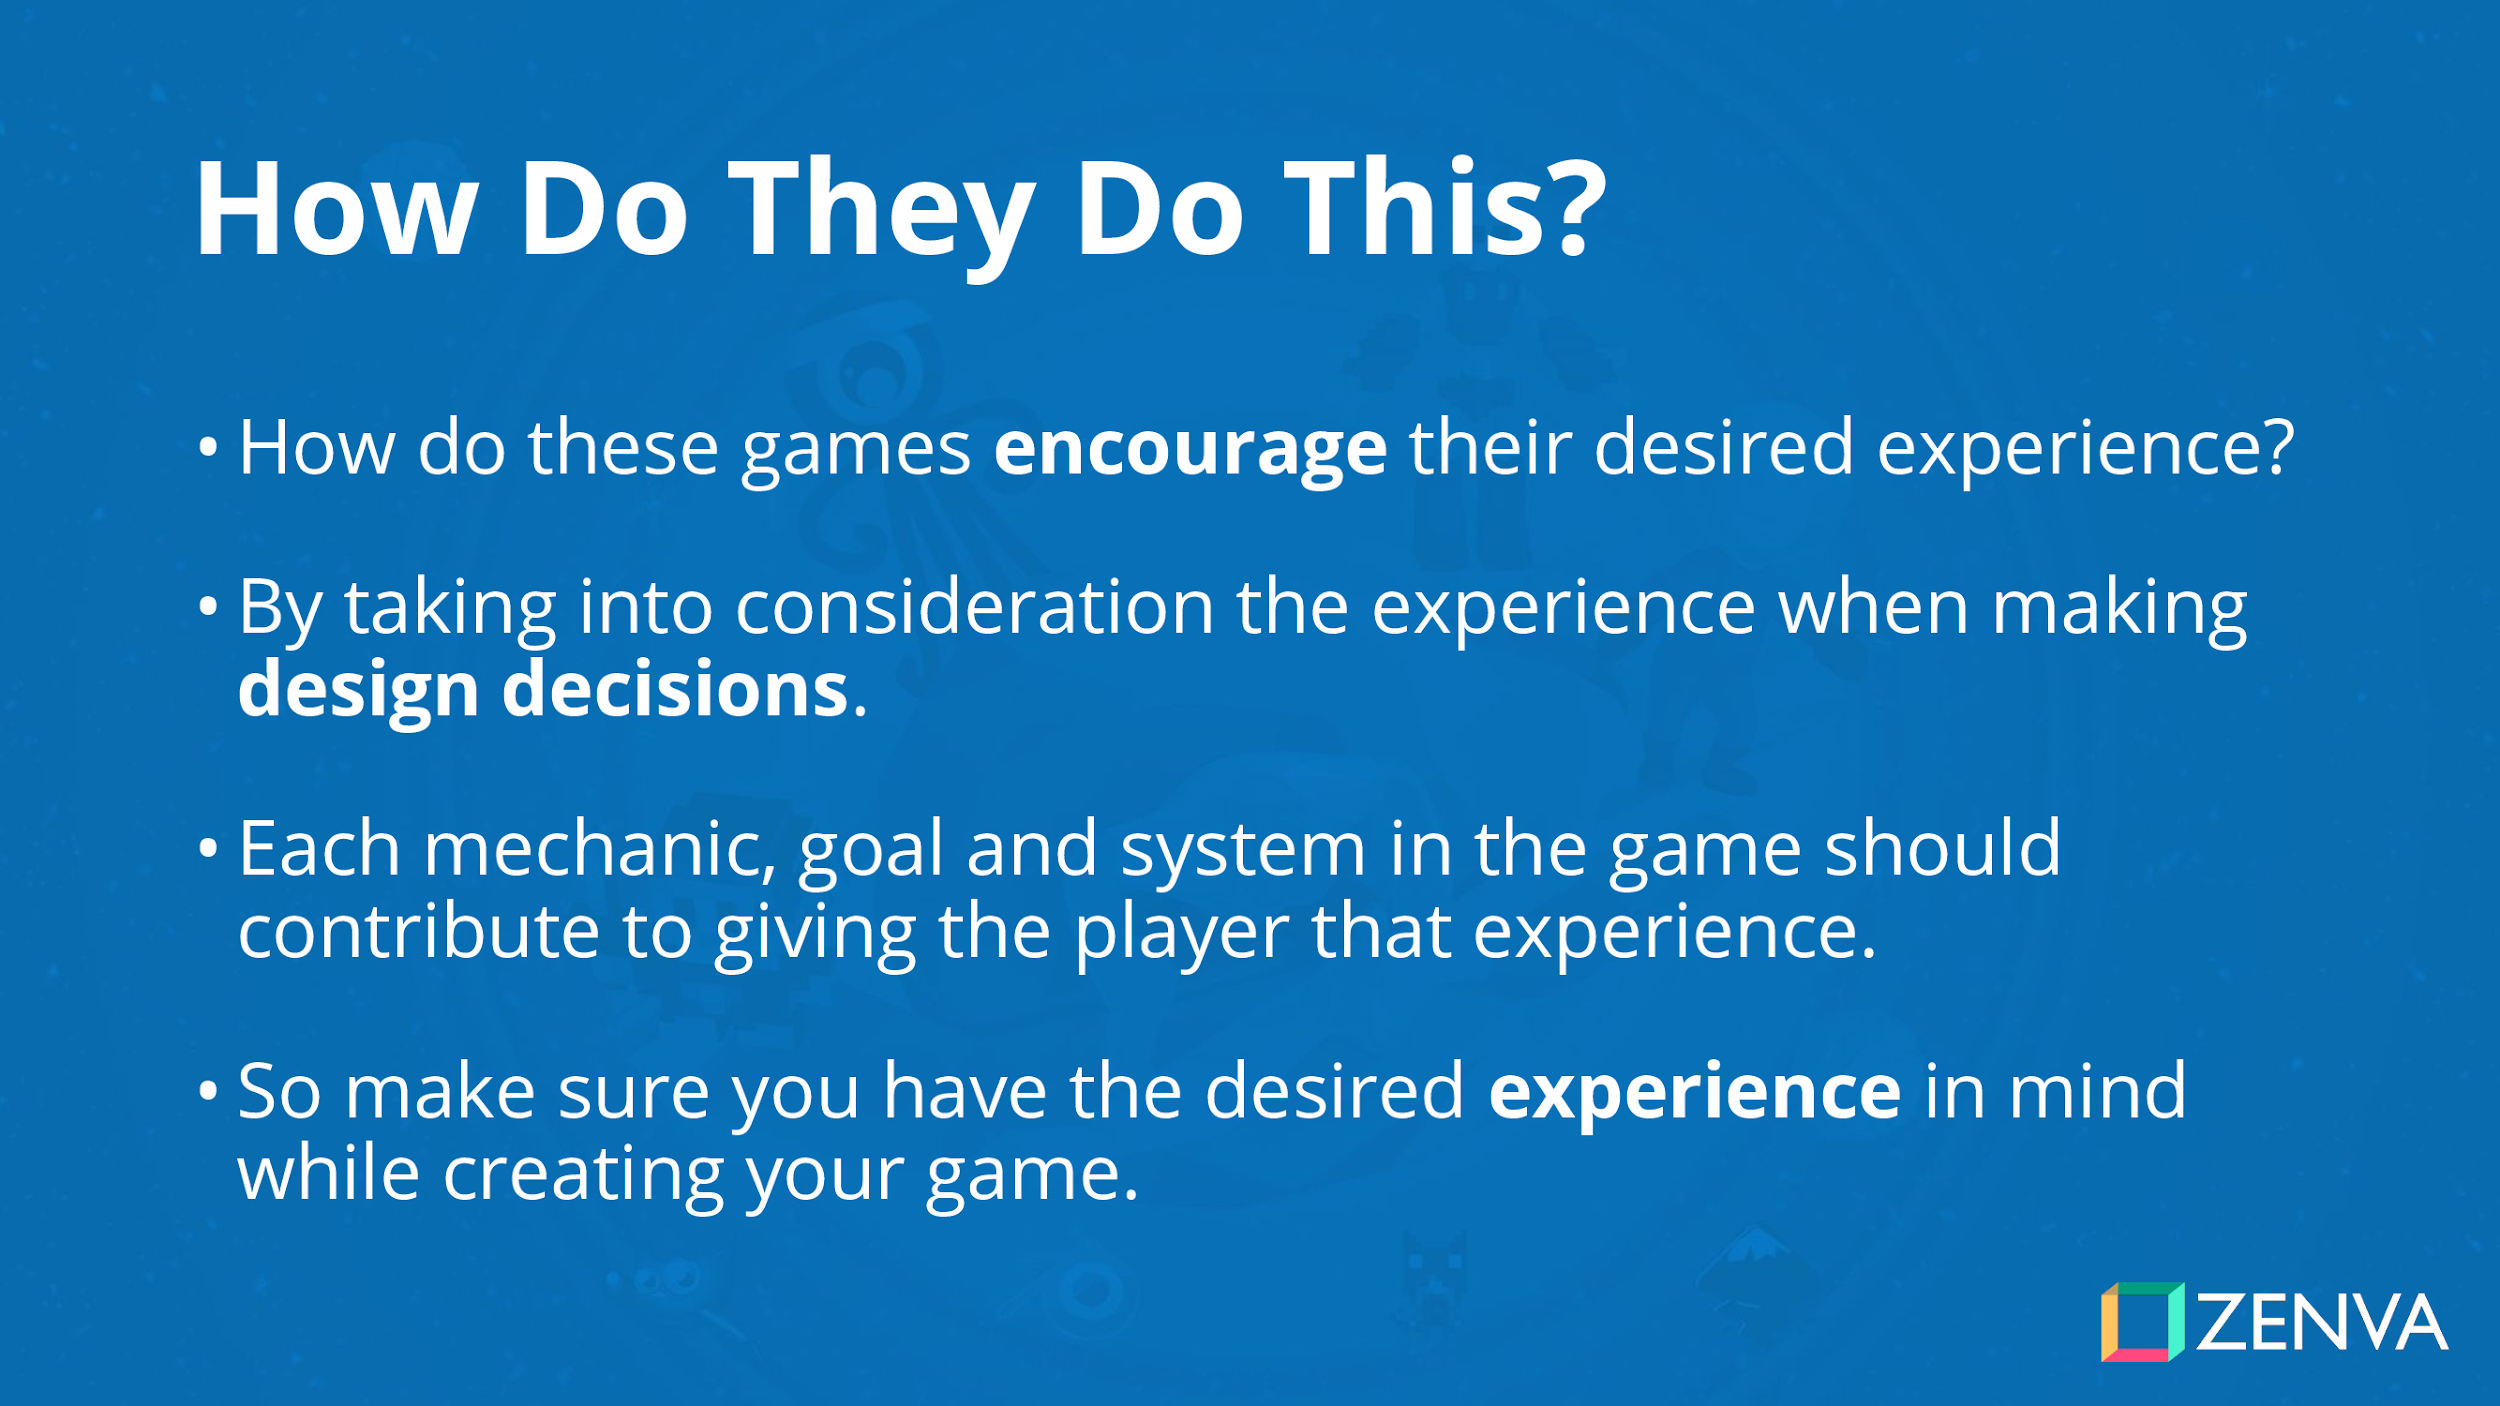 How Do They Do This?
• How do these games encourage their desired experience?
• By taking into consideration the experience when making
design decisions.
• Each mechanic, goal and system in the game should
contribute to giving the player that experience.
• So make sure you have the desired experience in mind
while creating your game.
ZENVA